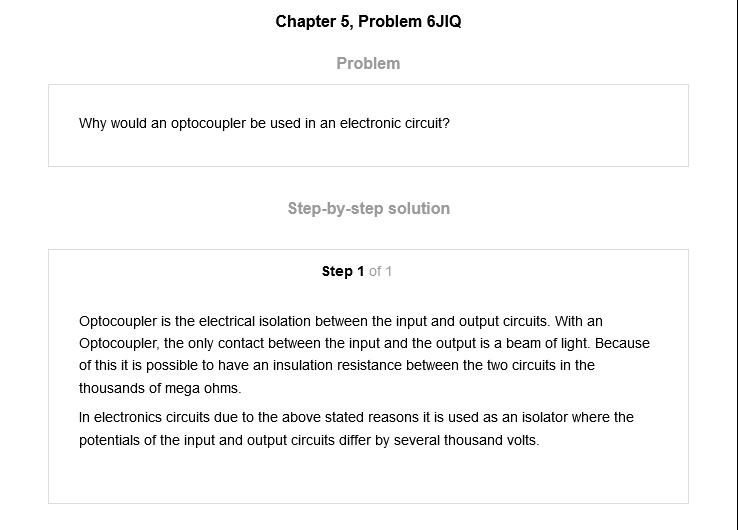 Chapter 5, Problem 6JIQ
Problem
Why would an optocoupler be used in an electronic circuit?
Step-by-step solution
Step 1 of 1
Optocoupler is the electrical isolation between the input and output circuits. With an
Optocoupler, the only contact between the input and the output is a beam of light. Because
of this it is possible to have an insulation resistance between the two circuits in the
thousands of mega ohms.
In electronics circuits due to the above stated reasons it is used as an isolator where the
potentials of the input and output circuits differ by several thousand volts.